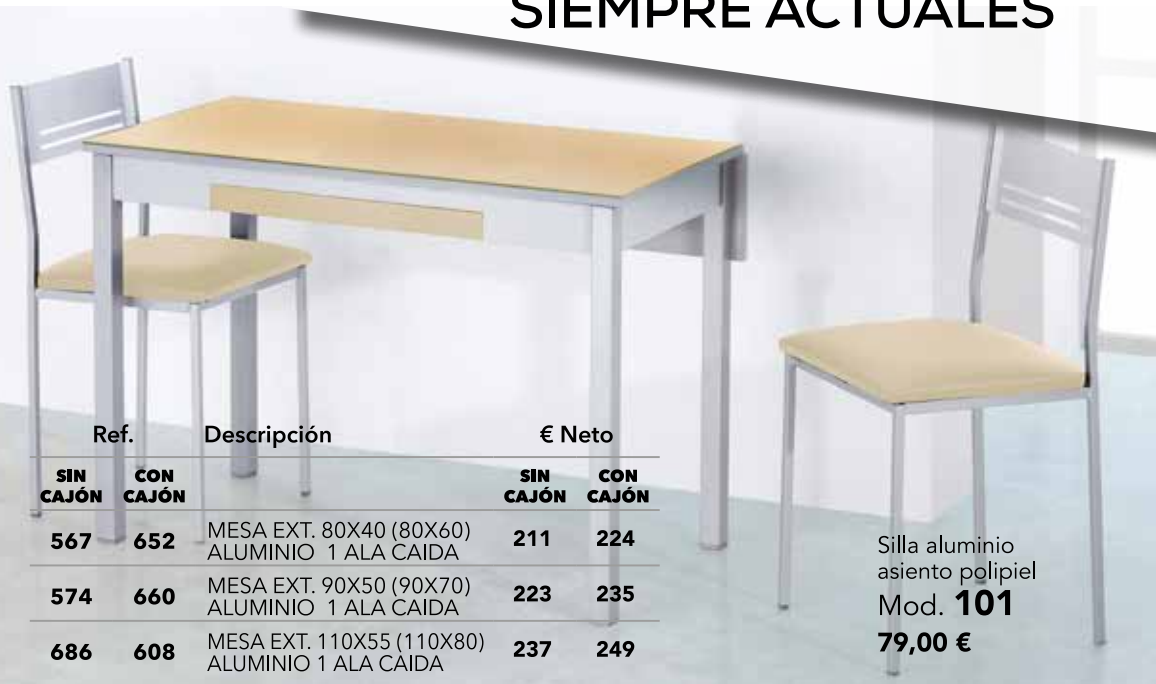 SIEMPRE ACTUALES
Ref. Descripción € Neto
SIN CON SIN CON
CAJÓN CAJÓN CAJÓN CAJÓN
567 652 MESA EXT. 80X40 (80X60) 211 224
ALUMINIO 1 ALA CAIDA
574 660 MESA EXT. 90X50 (90X70) 223 235
ALUMINIO 1 ALA CAIDA
686 608 MESA EXT. 110X55 (110X80) 237 249
ALUMINIO 1 ALA CAIDA
Silla aluminio
asiento polipiel
Mod. 101
79,00 €